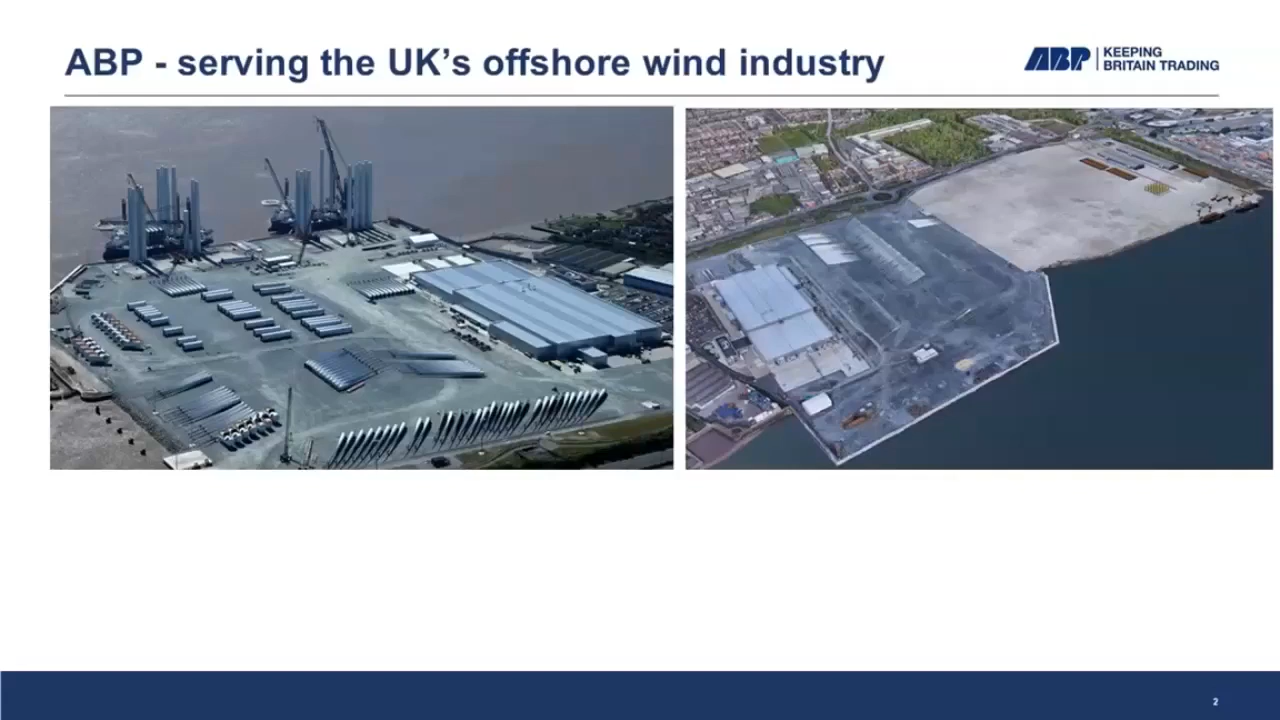 ABP - serving the UK's offshore wind industry
ABP
KEEPING
BRITAIN TRADING
2